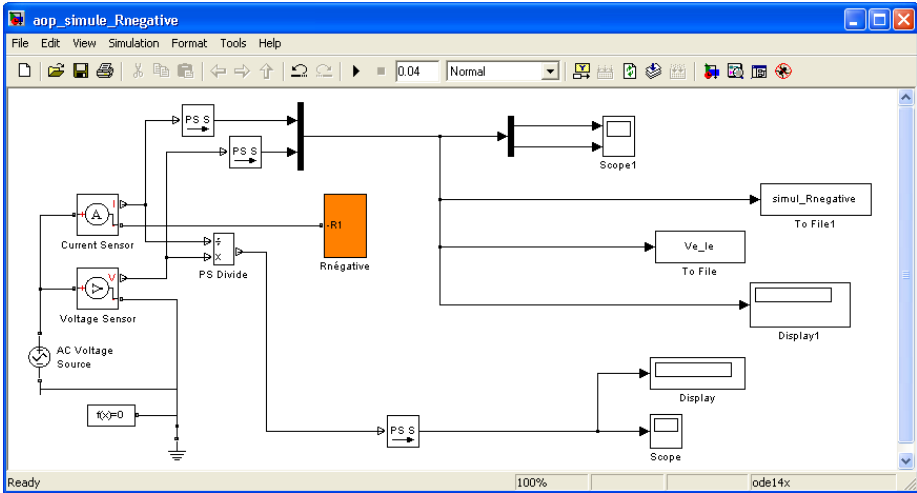 aop_simule_Rnegative
File Edit View Simulation Format Tools Help
0.04 Normal
PS S
PS S
Scope1
simul_Rnegative
To File1
I
A
Current Sensor
-R1
Rnégative
÷
×
PS Divide
Ve_Ie
To File
V
Voltage Sensor
Display1
AC Voltage
Source
Display
f(x)=0
PS S
Scope
Ready 100% ode14x